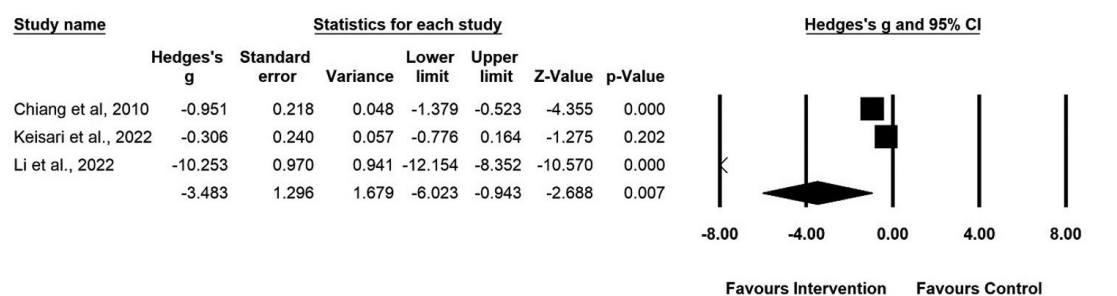 Study name Statistics for each study Hedges's g and 95% CI
Hedges's Standard Lower Upper
g error Variance limit limit Z-Value p-Value
Chiang et al, 2010 -0.951 0.218 0.048 -1.379 -0.523 -4.355 0.000
Keisari et al., 2022 -0.306 0.240 0.057 -0.776 0.164 -1.275 0.202
Li et al., 2022 -10.253 0.970 0.941 -12.154 -8.352 -10.570 0.000
-3.483 1.296 1.679 -6.023 -0.943 -2.688 0.007
-8.00 -4.00 0.00 4.00 8.00
Favours Intervention Favours Control